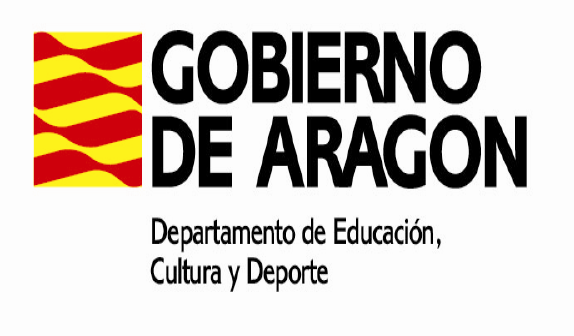 GOBIERNO
DE ARAGON
Departamento de Educación,
Cultura y Deporte